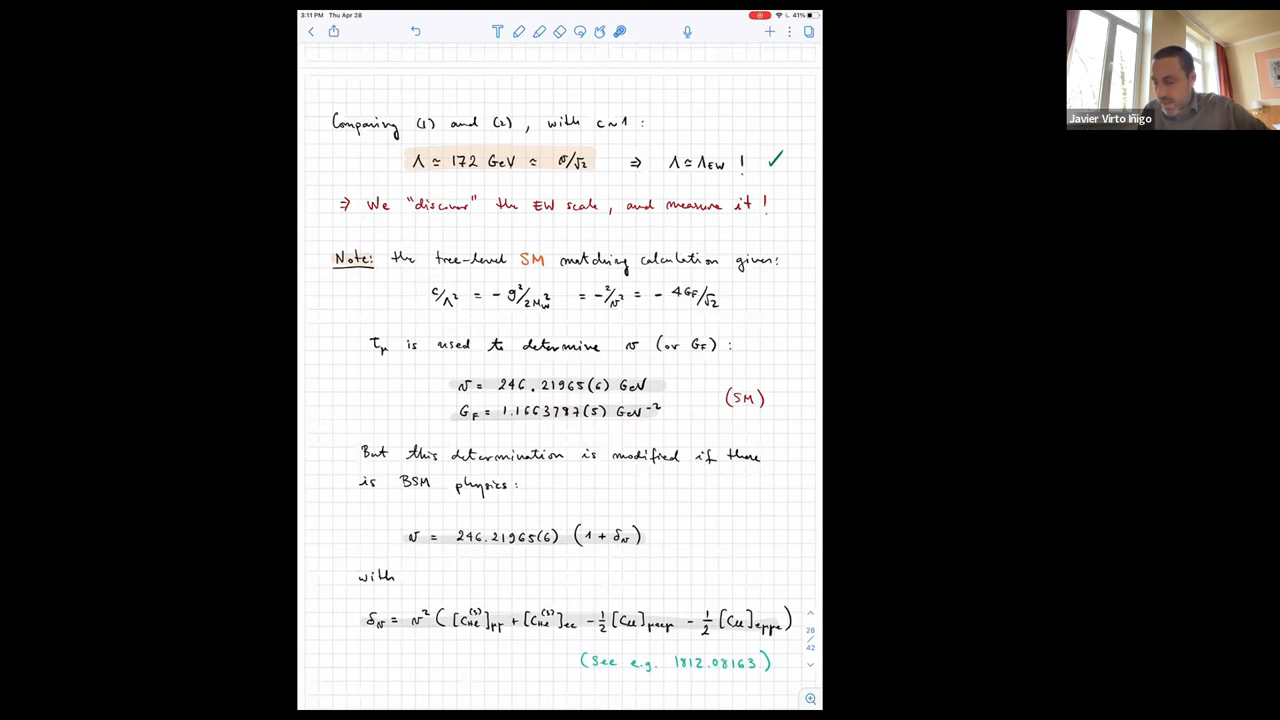 3:11 PM Thu Apr 28
41%
Comparing (1) and (2), with c~1:
Λ ≃ 172 GeV ≈ v/√2 ⇒ Λ ≃ Λ_EW ! ✓
⇒ We "discover" the EW scale, and measure it!
Note: the tree-level SM matching calculation gives:
c/Λ² = - g²/2M_W² = -2/v² = - 4G_F/√2
τ_μ is used to determine v (or G_F):
v = 246.21965(6) GeV
G_F = 1.1663787(5) GeV⁻²
(SM)
But this determination is modified if there
is BSM physics:
v = 246.21965(6) (1 + δ_v)
with
δ_v = v² ( [C_Hℓ^(3)]_μμ + [C_Hℓ^(3)]_ee - 1/2 [C_ℓℓ]_μeeμ - 1/2 [C_ℓℓ]_eμμe )
(See e.g. 1812.08163)
28
/
42
Javier Virto Iñigo